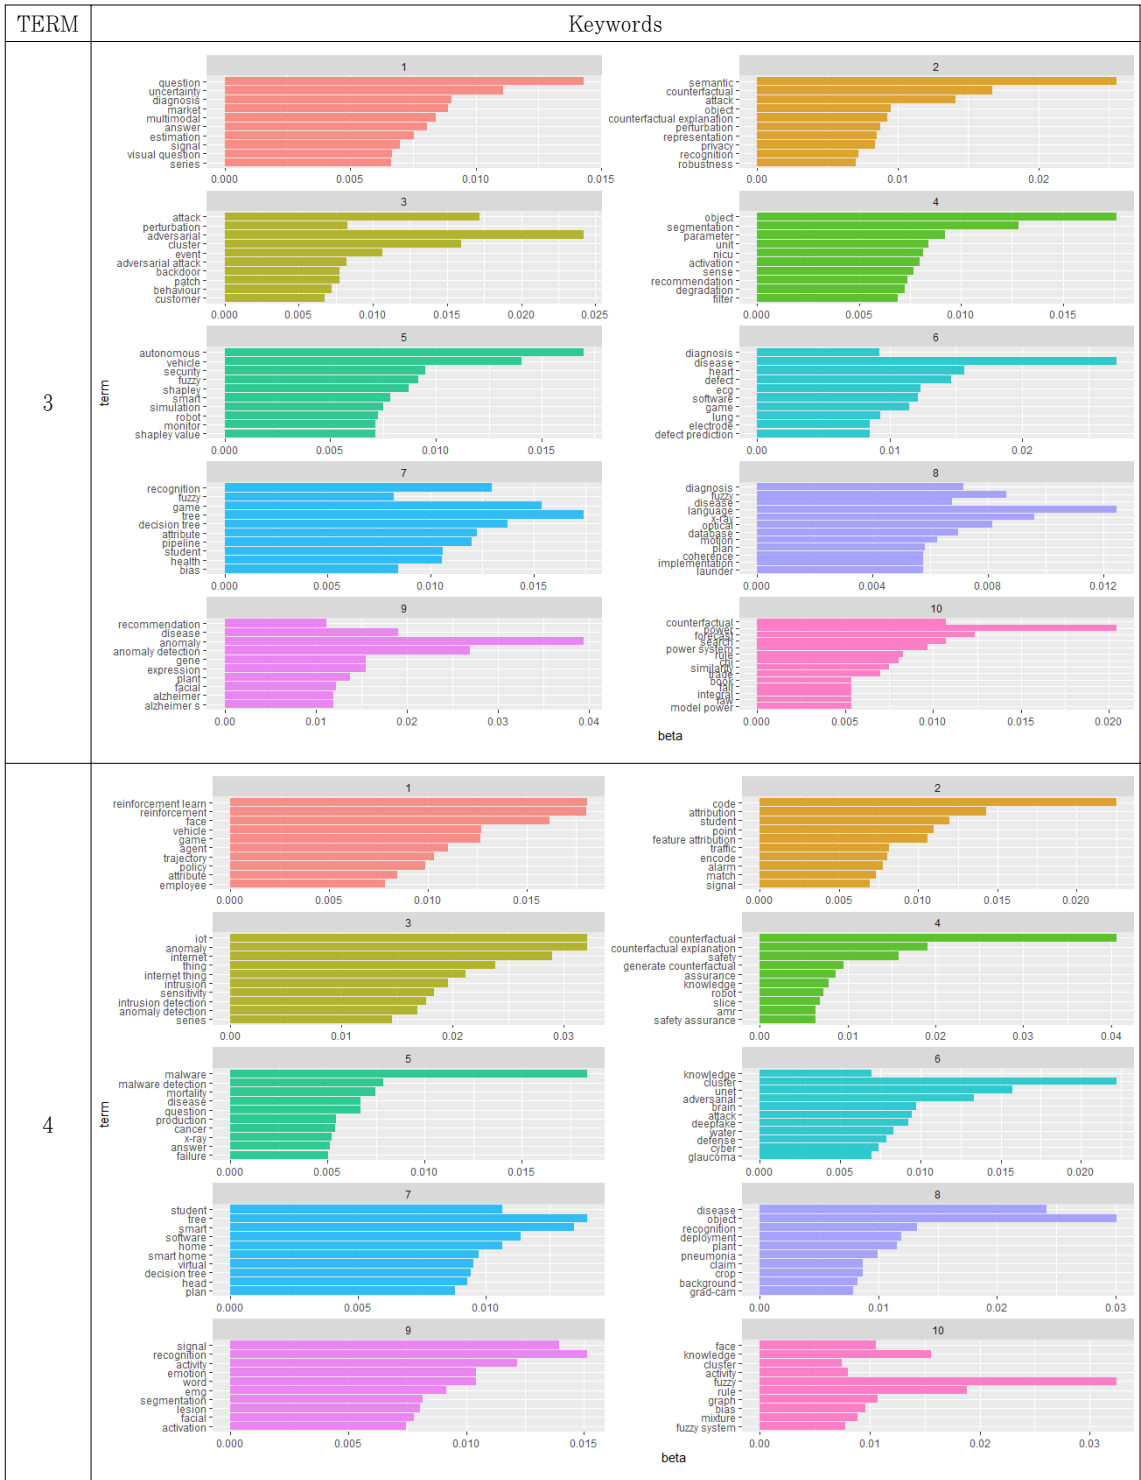 TERM Keywords
3
term
1
question
uncertainty
diagnosis
market
multimodal
answer
estimation
signal
visual question
series
0.000 0.005 0.010 0.015
2
semantic
counterfactual
attack
object
counterfactual explanation
perturbation
representation
privacy
recognition
robustness
0.00 0.01 0.02
3
attack
perturbation
adversarial
cluster
event
adversarial attack
backdoor
patch
behaviour
customer
0.000 0.005 0.010 0.015 0.020 0.025
4
object
segmentation
parameter
unit
nicu
activation
sense
recommendation
degradation
filter
0.000 0.005 0.010 0.015
5
autonomous
vehicle
security
fuzzy
shapley
smart
simulation
robot
monitor
shapley value
0.000 0.005 0.010 0.015
6
diagnosis
disease
heart
defect
ecg
software
game
lung
electrode
defect prediction
0.00 0.01 0.02
7
recognition
fuzzy
game
tree
decision tree
attribute
pipeline
student
health
bias
0.000 0.005 0.010 0.015
8
diagnosis
fuzzy
disease
language
x-ray
optical
database
motion
plan
coherence
implementation
launder
0.000 0.004 0.008 0.012
9
recommendation
disease
anomaly
anomaly detection
gene
expression
plant
facial
alzheimer
alzheimer s
0.00 0.01 0.02 0.03 0.04
10
counterfactual
power
forecast
search
power system
rule
cbi
similarity
trade
book
fall
integral
raw
model power
0.000 0.005 0.010 0.015 0.020
beta
4
term
1
reinforcement learn
reinforcement
face
vehicle
game
agent
trajectory
policy
attribute
employee
0.000 0.005 0.010 0.015
2
code
attribution
student
point
feature attribution
traffic
encode
alarm
match
signal
0.000 0.005 0.010 0.015 0.020
3
iot
anomaly
internet
thing
internet thing
intrusion
sensitivity
intrusion detection
anomaly detection
series
0.00 0.01 0.02 0.03
4
counterfactual
counterfactual explanation
safety
generate counterfactual
assurance
knowledge
robot
slice
amr
safety assurance
0.00 0.01 0.02 0.03 0.04
5
malware
malware detection
mortality
disease
question
production
cancer
x-ray
answer
failure
0.000 0.005 0.010 0.015
6
knowledge
cluster
unet
adversarial
brain
attack
deepfake
water
defense
cyber
glaucoma
0.000 0.005 0.010 0.015 0.020
7
student
tree
smart
software
home
smart home
virtual
decision tree
head
plan
0.000 0.005 0.010
8
disease
object
recognition
deployment
plant
pneumonia
claim
crop
background
grad-cam
0.00 0.01 0.02 0.03
9
signal
recognition
activity
emotion
word
emg
segmentation
lesion
facial
activation
0.000 0.005 0.010 0.015
10
face
knowledge
cluster
activity
fuzzy
rule
graph
bias
mixture
fuzzy system
0.00 0.01 0.02 0.03
beta